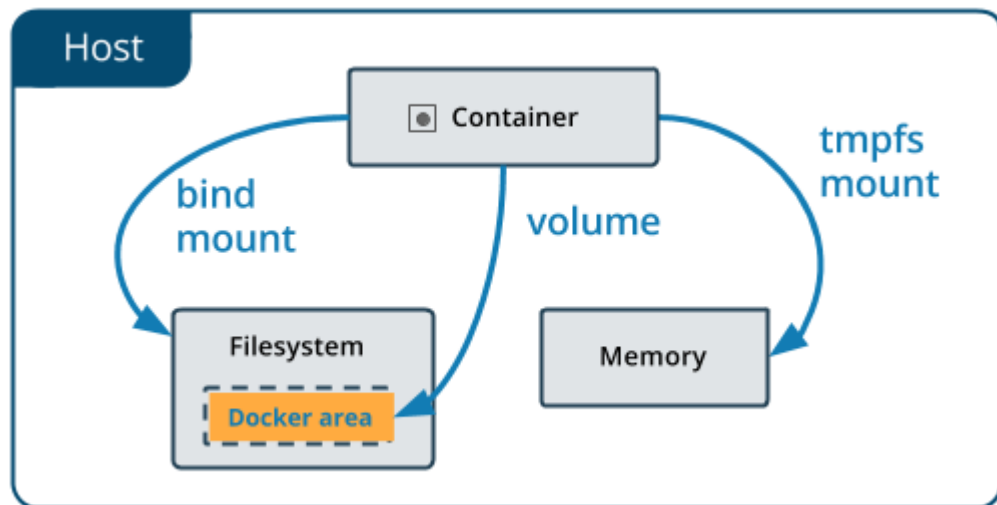 Host
Container
bind
mount
volume
tmpfs
mount
Filesystem
Docker area
Memory